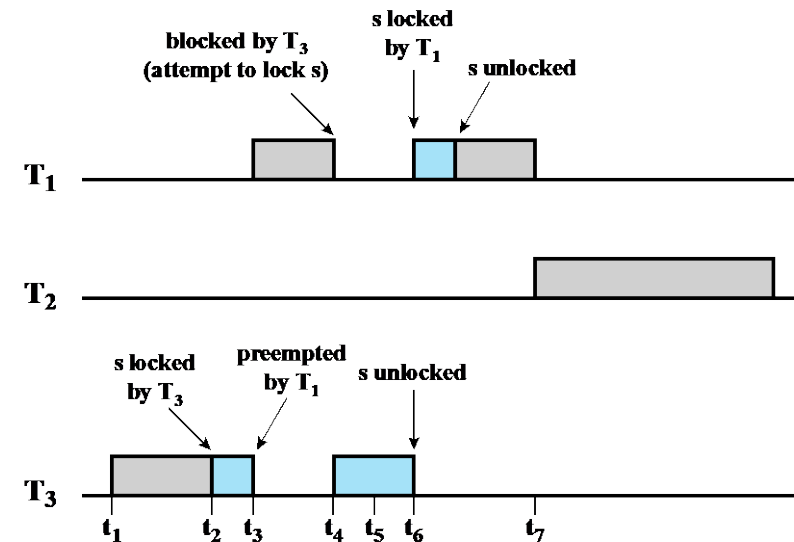 s locked
by T1
blocked by T3
(attempt to lock s)
s unlocked
T1
T2
s locked
by T3
preempted
by T1
s unlocked
T3
t1 t2 t3 t4 t5 t6 t7